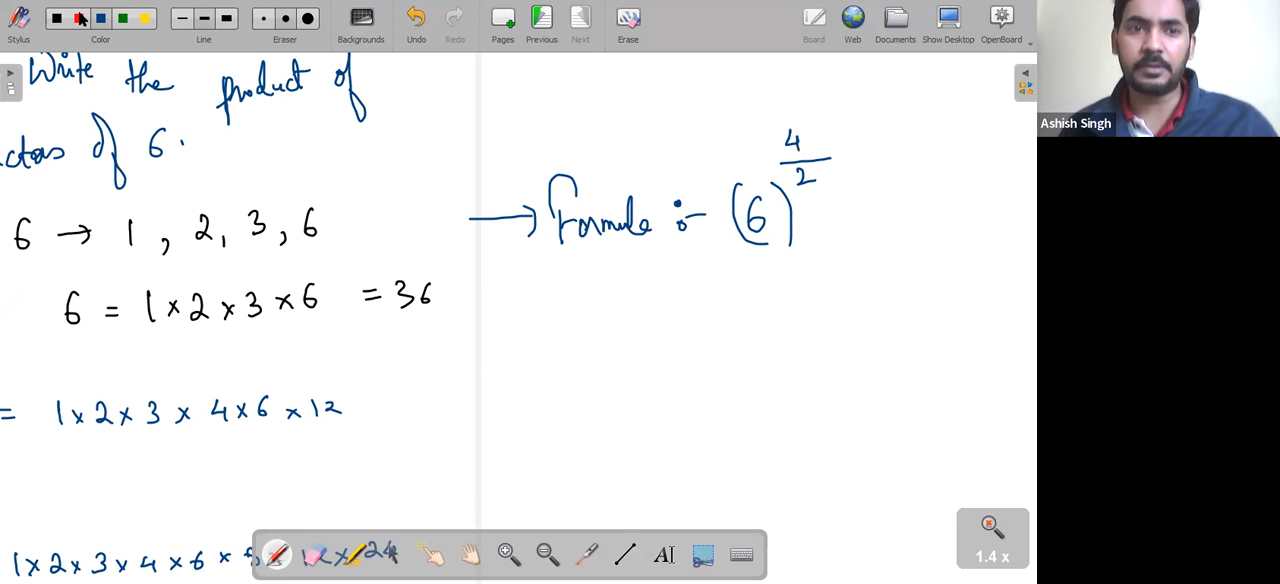 Stylus Color Line Eraser Backgrounds Undo Redo Pages Previous Next Erase Board Web Documents Show Desktop OpenBoard
Ashish Singh
Write the product of
ctors of 6.
6 → 1, 2, 3, 6
6 = 1 × 2 × 3 × 6 = 36
→ Formula :- (6)^4/2
= 1 × 2 × 3 × 4 × 6 × 12
1 × 2 × 3 × 4 × 6 × 12 × 24
1.4 x